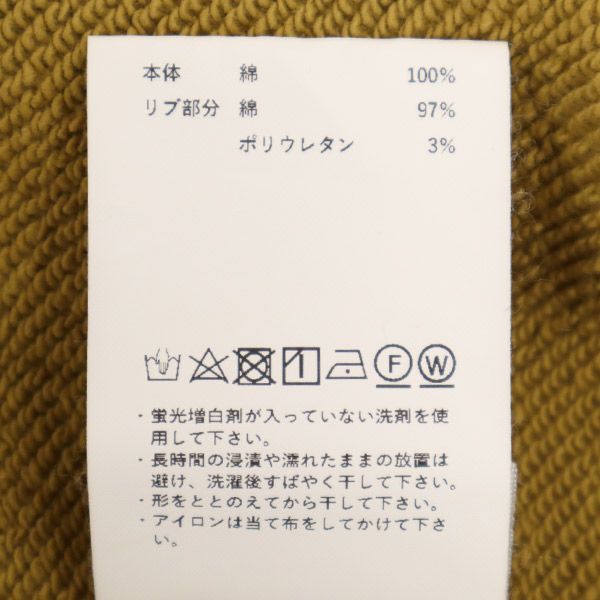 本体 綿 100%
リブ部分 綿 97%
ポリウレタン 3%
F W
・蛍光増白剤が入っていない洗剤を使
用して下さい。
・長時間の浸漬や濡れたままの放置は
避け、洗濯後すばやく干して下さい。
・形をととのえてから干して下さい。
・アイロンは当て布をしてかけて下さ
い。